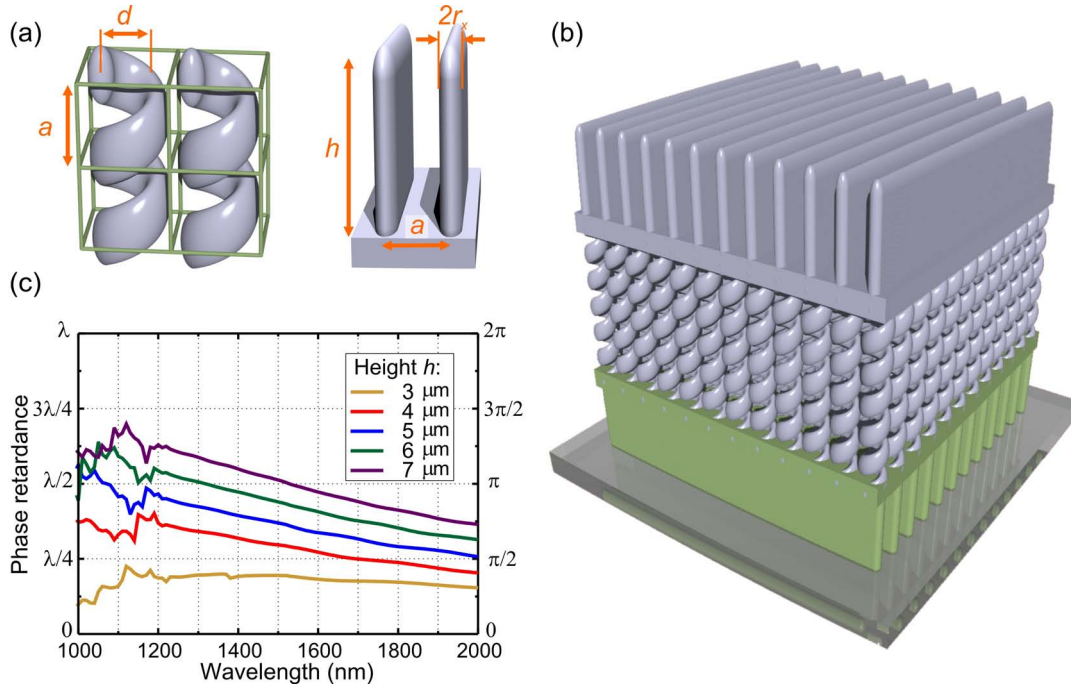 (a)
d
a
h
2rₓ
a
(b)
(c)
Phase retardance
λ
3λ/4
λ/2
λ/4
0
2π
3π/2
π
π/2
0
Height h:
3 μm
4 μm
5 μm
6 μm
7 μm
1000 1200 1400 1600 1800 2000
Wavelength (nm)